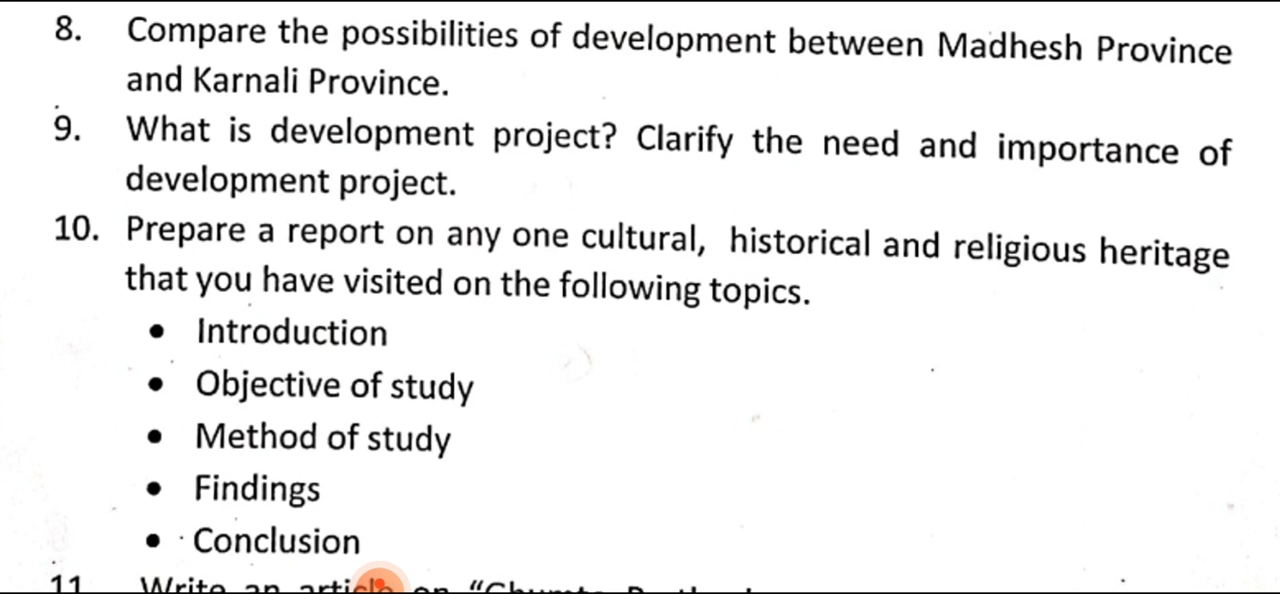 8. Compare the possibilities of development between Madhesh Province
and Karnali Province.
9. What is development project? Clarify the need and importance of
development project.
10. Prepare a report on any one cultural, historical and religious heritage
that you have visited on the following topics.
• Introduction
• Objective of study
• Method of study
• Findings
• Conclusion
11 Write an article on